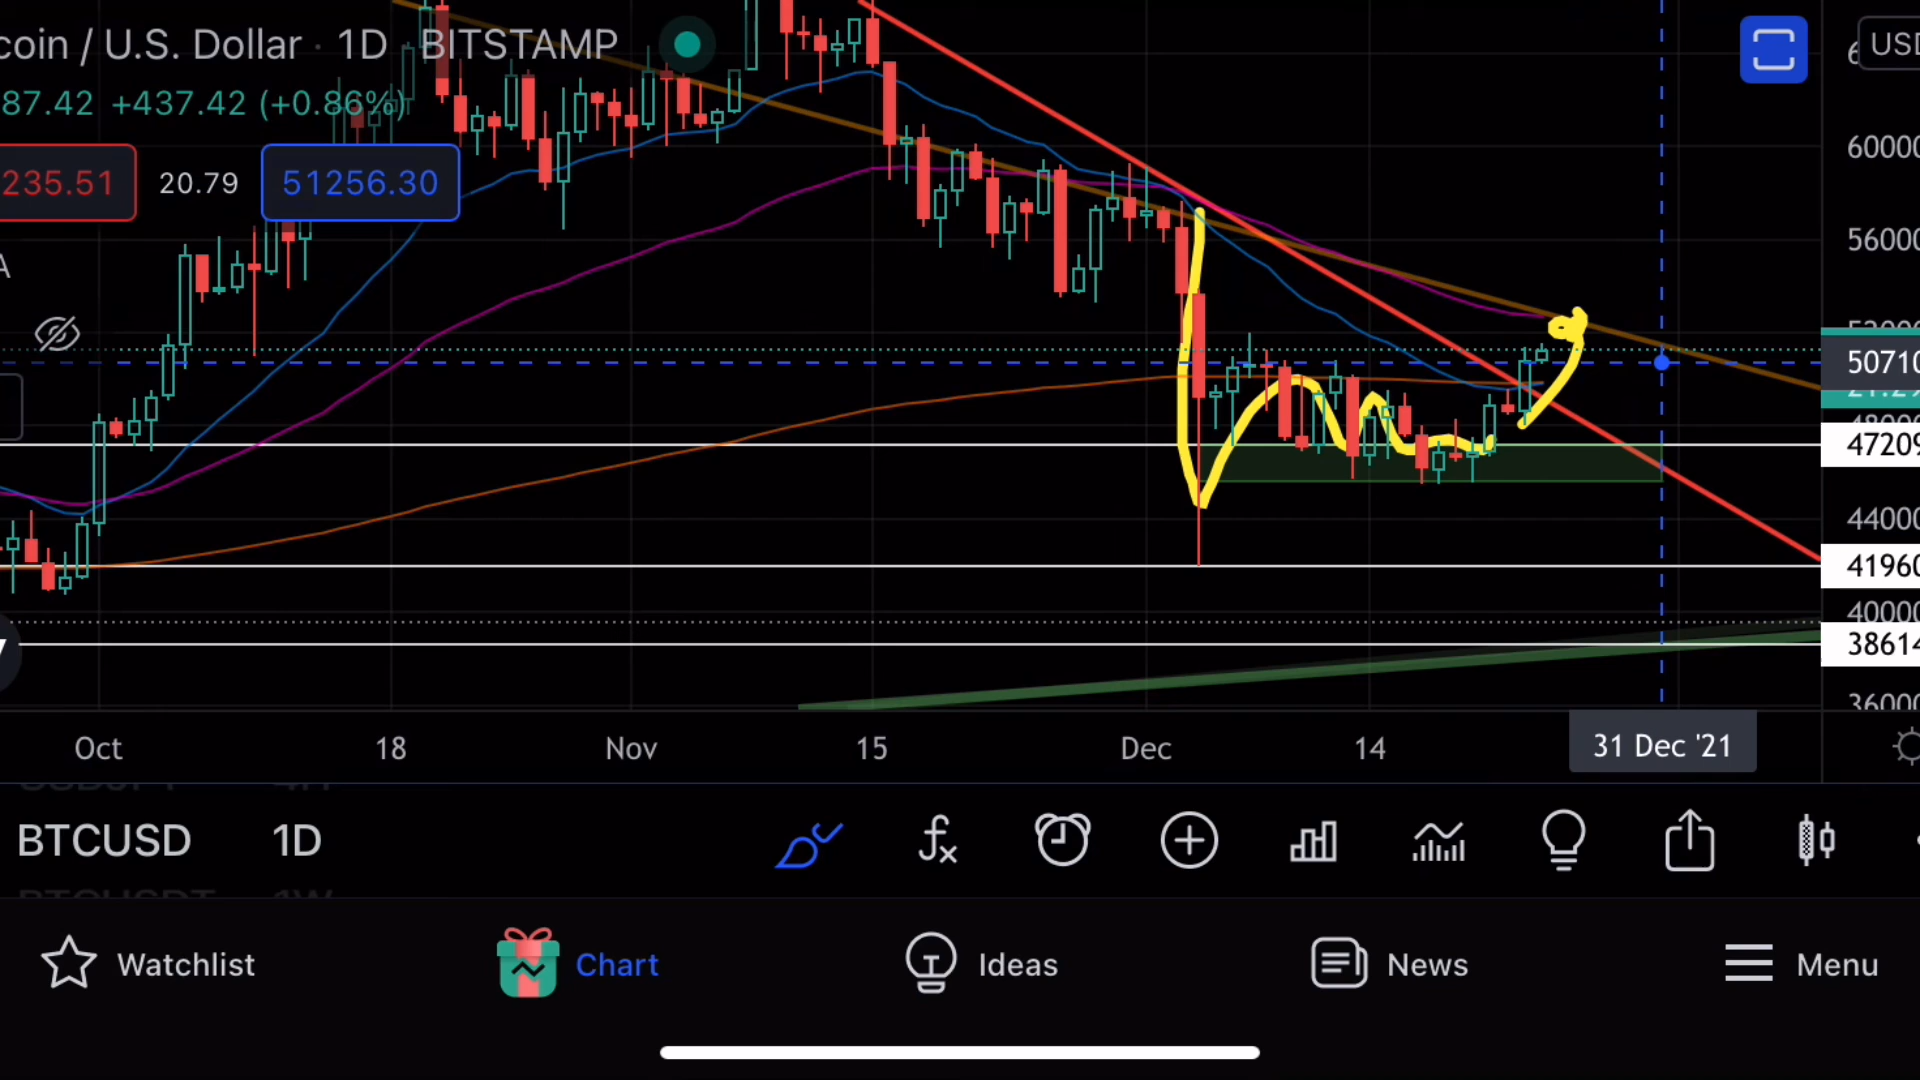 coin / U.S. Dollar · 1D BITSTAMP
87.42 +437.42 (+0.86%)
USD
235.51 20.79 51256.30
A
60000
56000
50710
47209
44000
41960
40000
38614
36000
Oct 18 Nov 15 Dec 14 31 Dec '21
BTCUSD 1D
Watchlist Chart Ideas News Menu